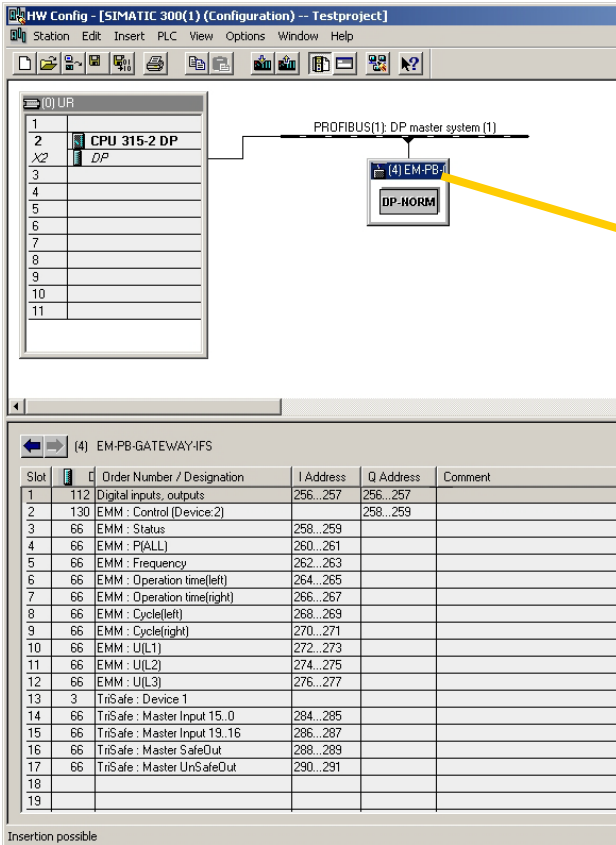 HW Config - [SIMATIC 300(1) (Configuration) -- Testproject]
Station Edit Insert PLC View Options Window Help
(0) UR
1
2 CPU 315-2 DP
X2 DP
3
4
5
6
7
8
9
10
11
PROFIBUS(1): DP master system (1)
(4) EM-PB-
DP-NORM
(4) EM-PB-GATEWAY-IFS
Slot Order Number / Designation I Address Q Address Comment
1 112 Digital inputs, outputs 256...257 256...257
2 130 EMM : Control (Device:2) 258...259
3 66 EMM : Status 258...259
4 66 EMM : P(ALL) 260...261
5 66 EMM : Frequency 262...263
6 66 EMM : Operation time(left) 264...265
7 66 EMM : Operation time(right) 266...267
8 66 EMM : Cycle(left) 268...269
9 66 EMM : Cycle(right) 270...271
10 66 EMM : U(L1) 272...273
11 66 EMM : U(L2) 274...275
12 66 EMM : U(L3) 276...277
13 3 TriSafe : Device 1
14 66 TriSafe : Master Input 15..0 284...285
15 66 TriSafe : Master Input 19..16 286...287
16 66 TriSafe : Master SafeOut 288...289
17 66 TriSafe : Master UnSafeOut 290...291
18
19
Insertion possible